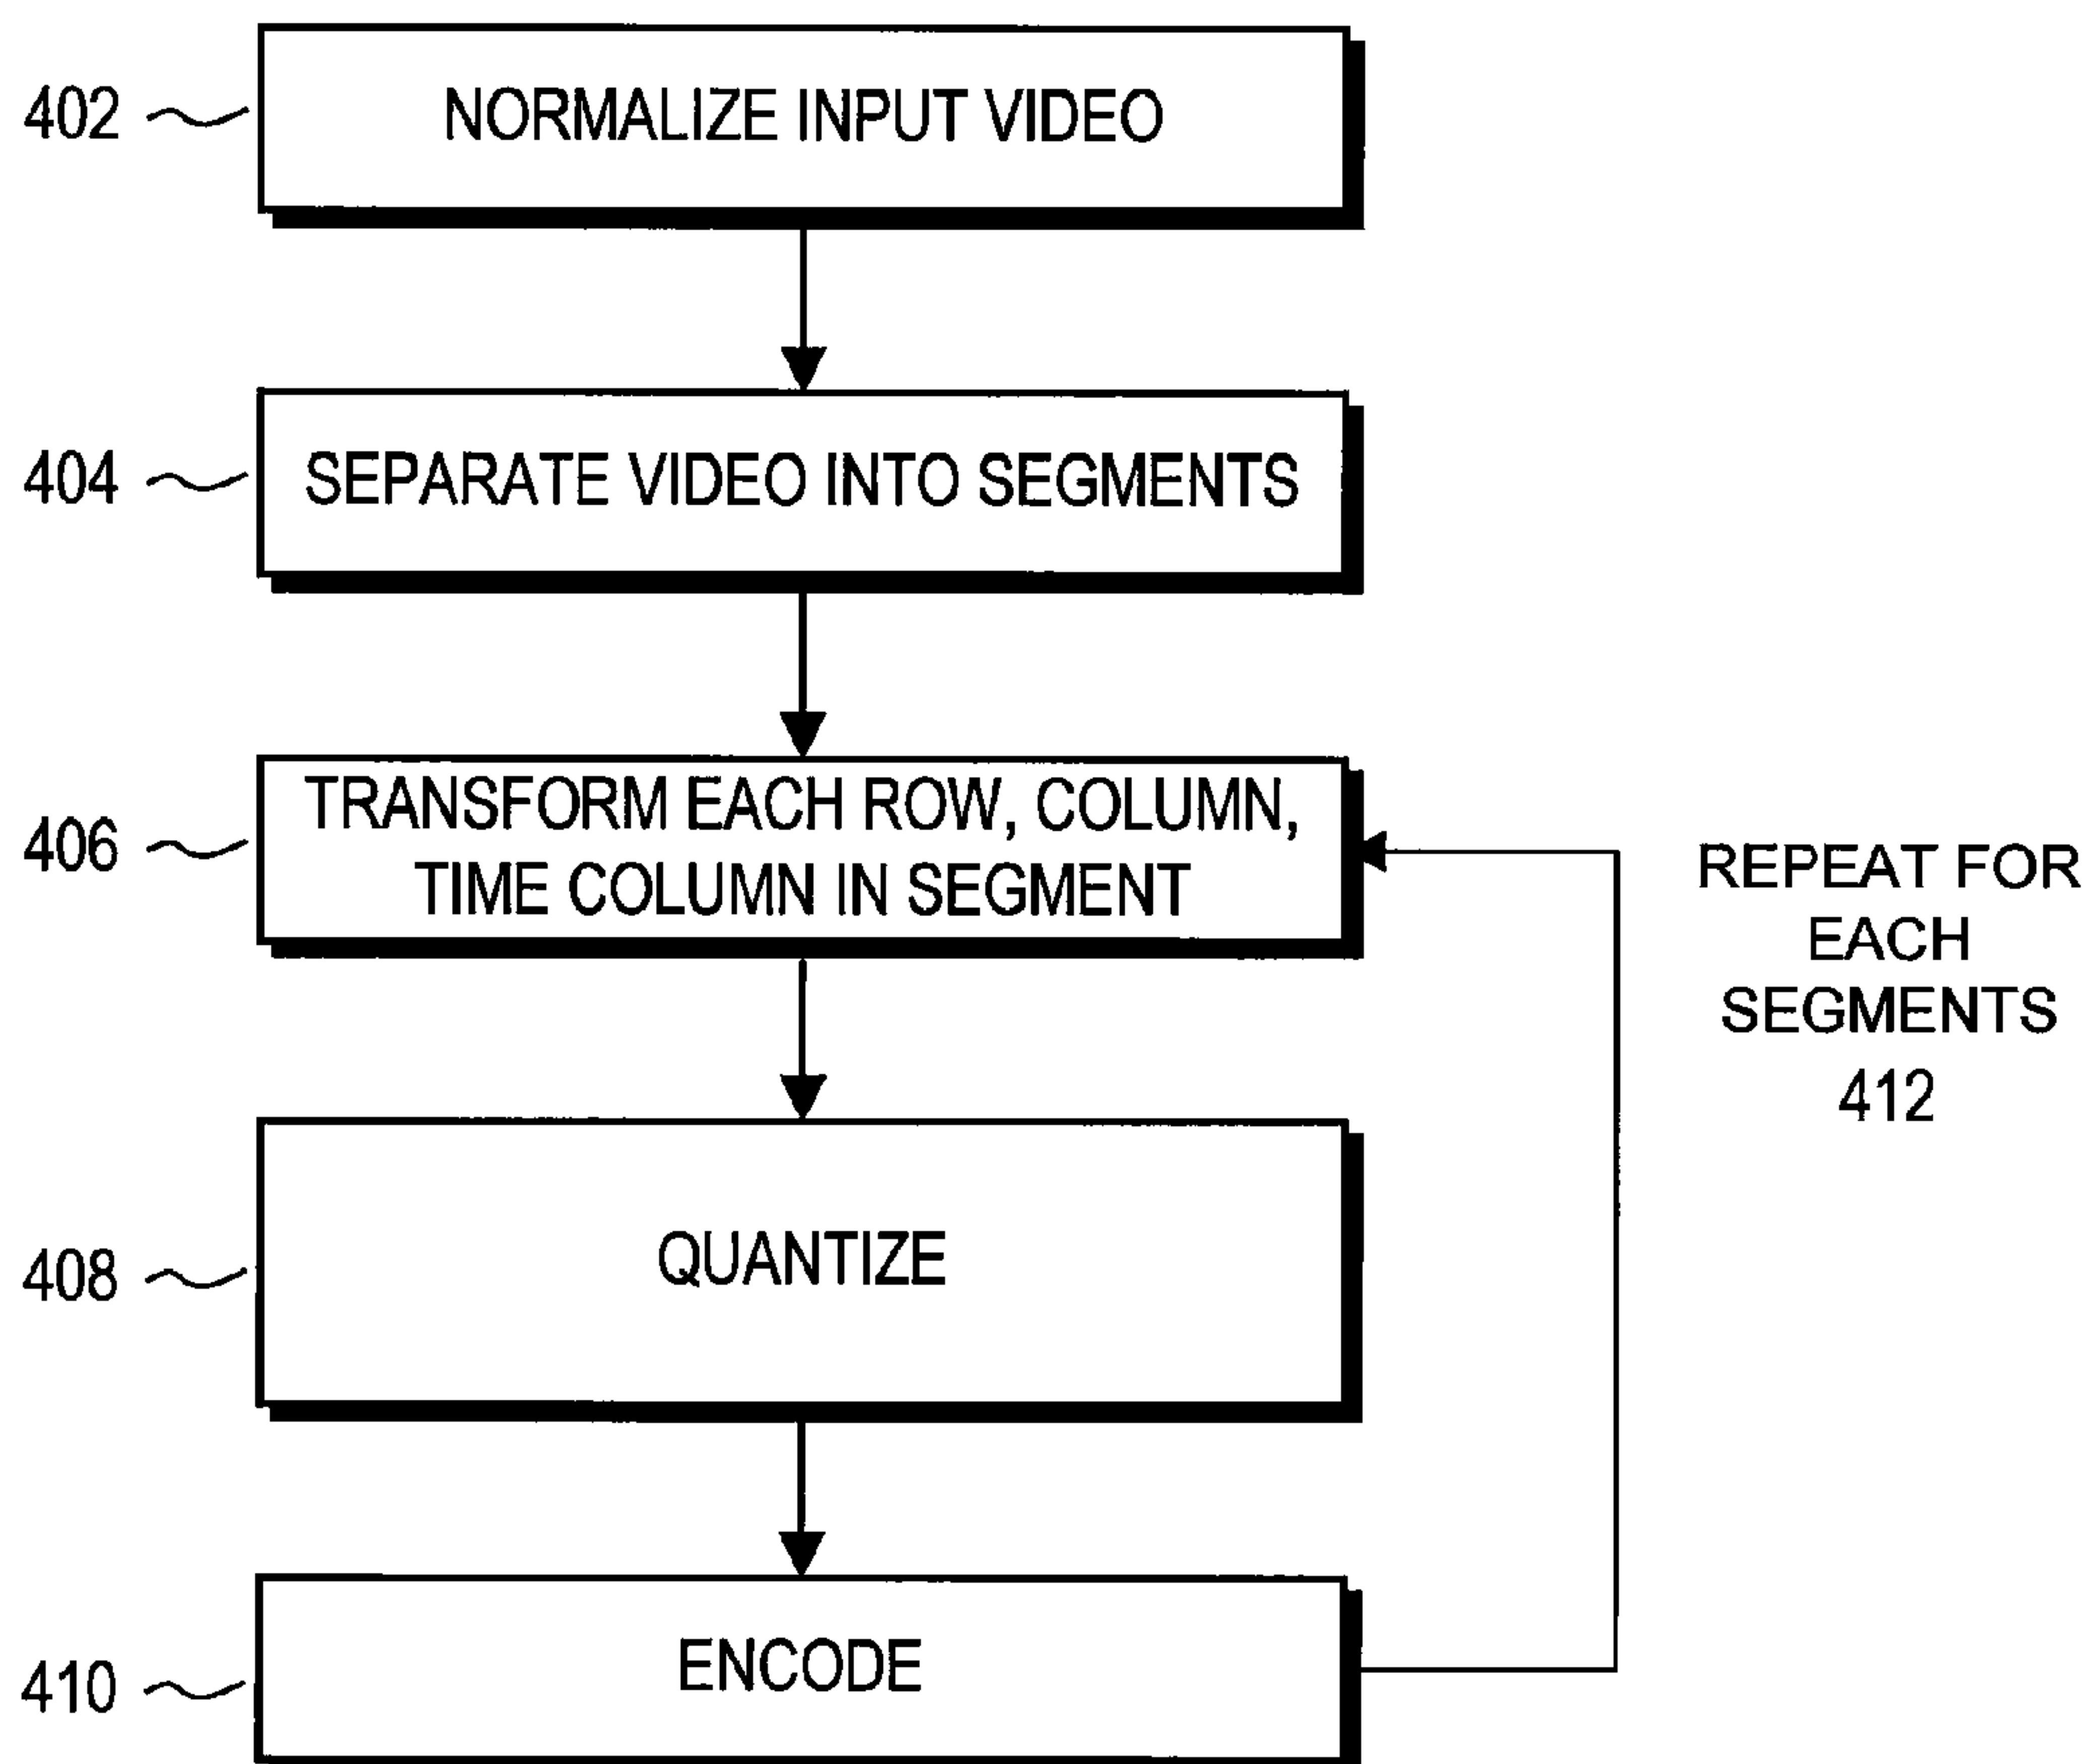 402
NORMALIZE INPUT VIDEO
404
SEPARATE VIDEO INTO SEGMENTS
406
TRANSFORM EACH ROW, COLUMN,
TIME COLUMN IN SEGMENT
REPEAT FOR
EACH
SEGMENTS
412
408
QUANTIZE
410
ENCODE